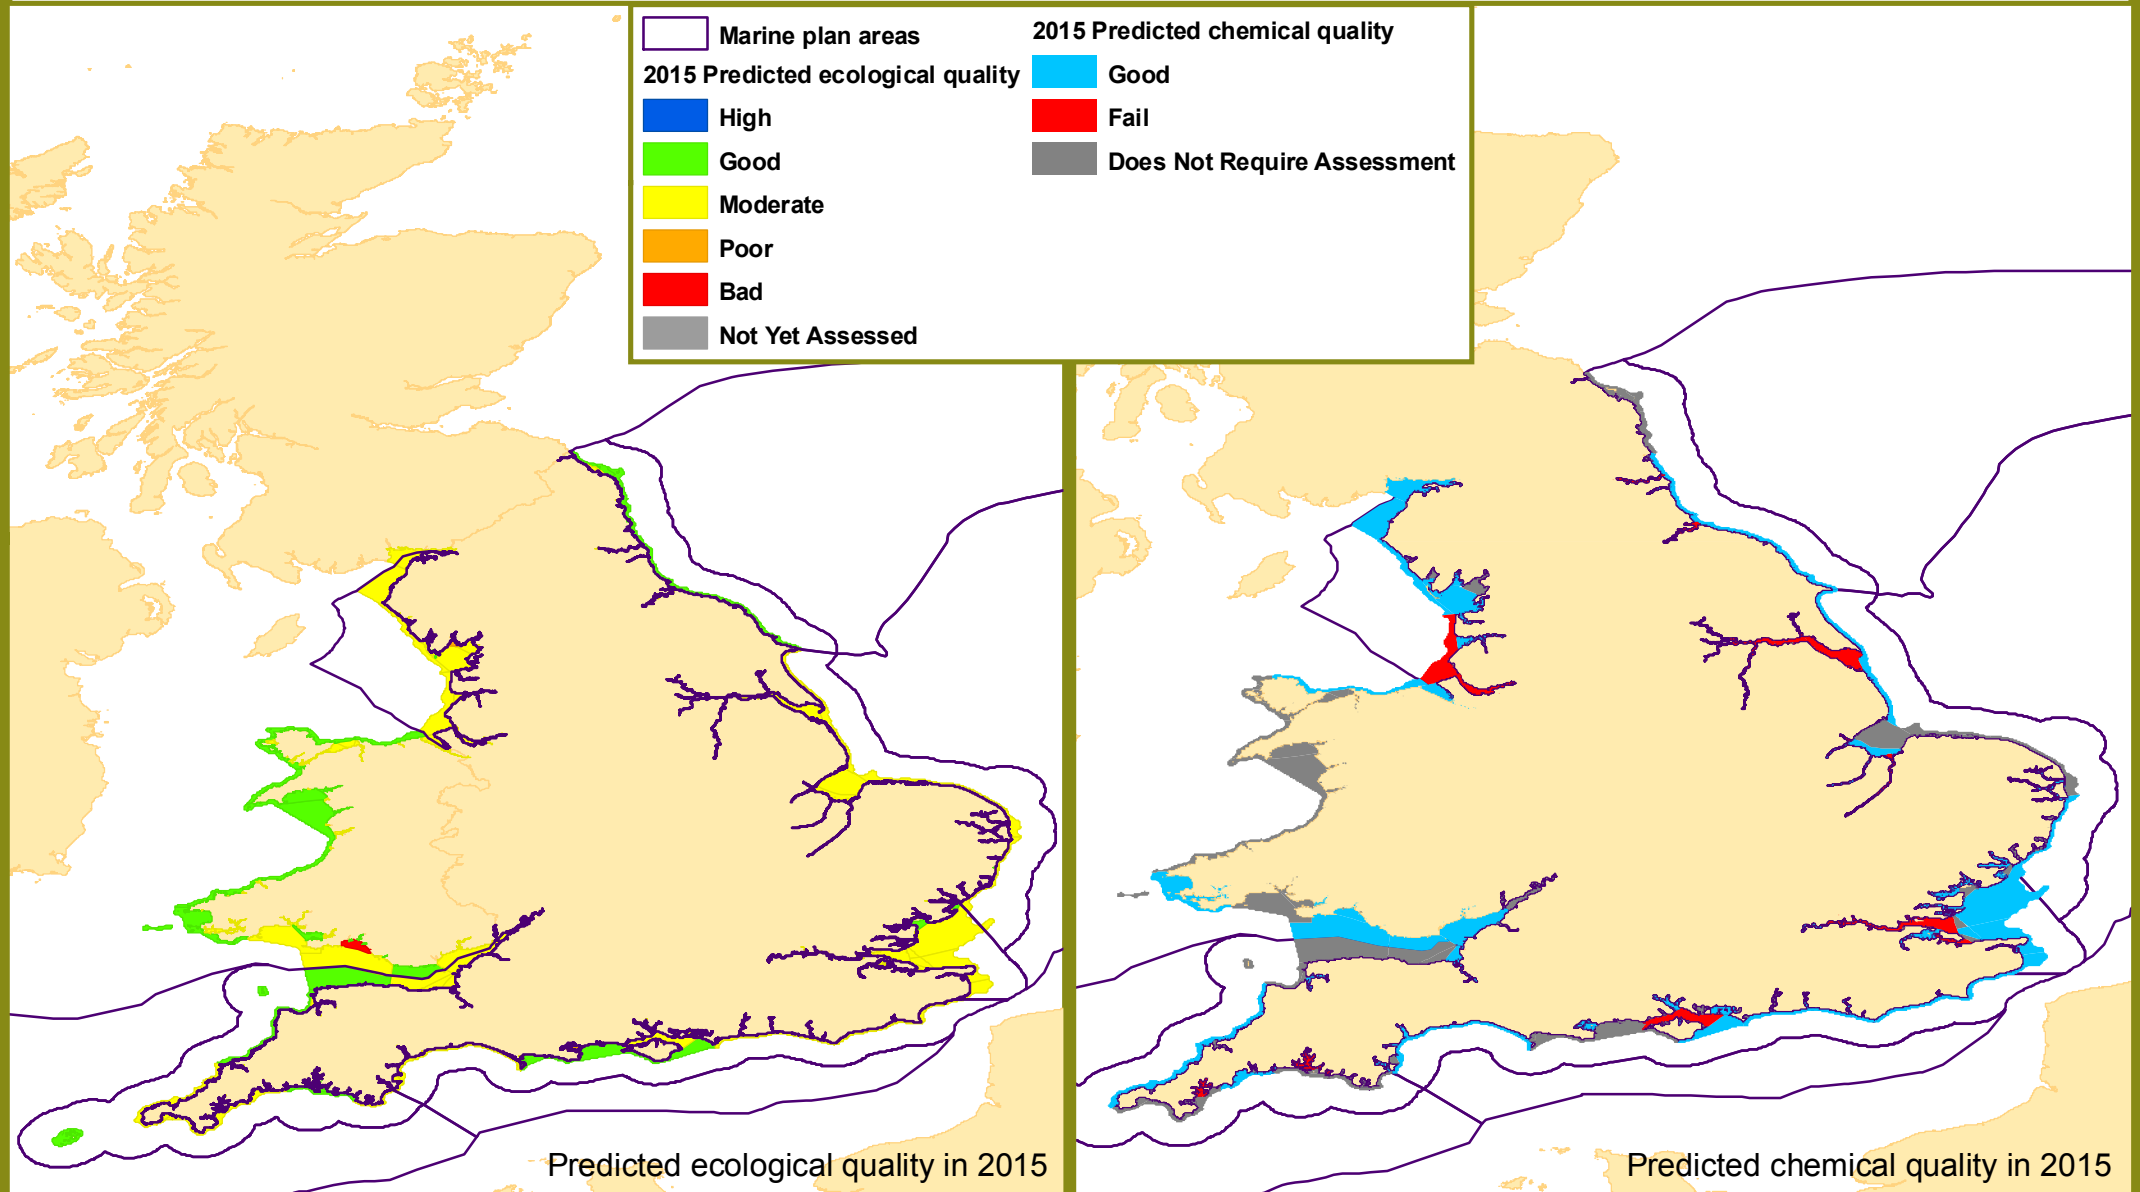 Marine plan areas
2015 Predicted ecological quality
High
Good
Moderate
Poor
Bad
Not Yet Assessed
2015 Predicted chemical quality
Good
Fail
Does Not Require Assessment
Predicted ecological quality in 2015
Predicted chemical quality in 2015